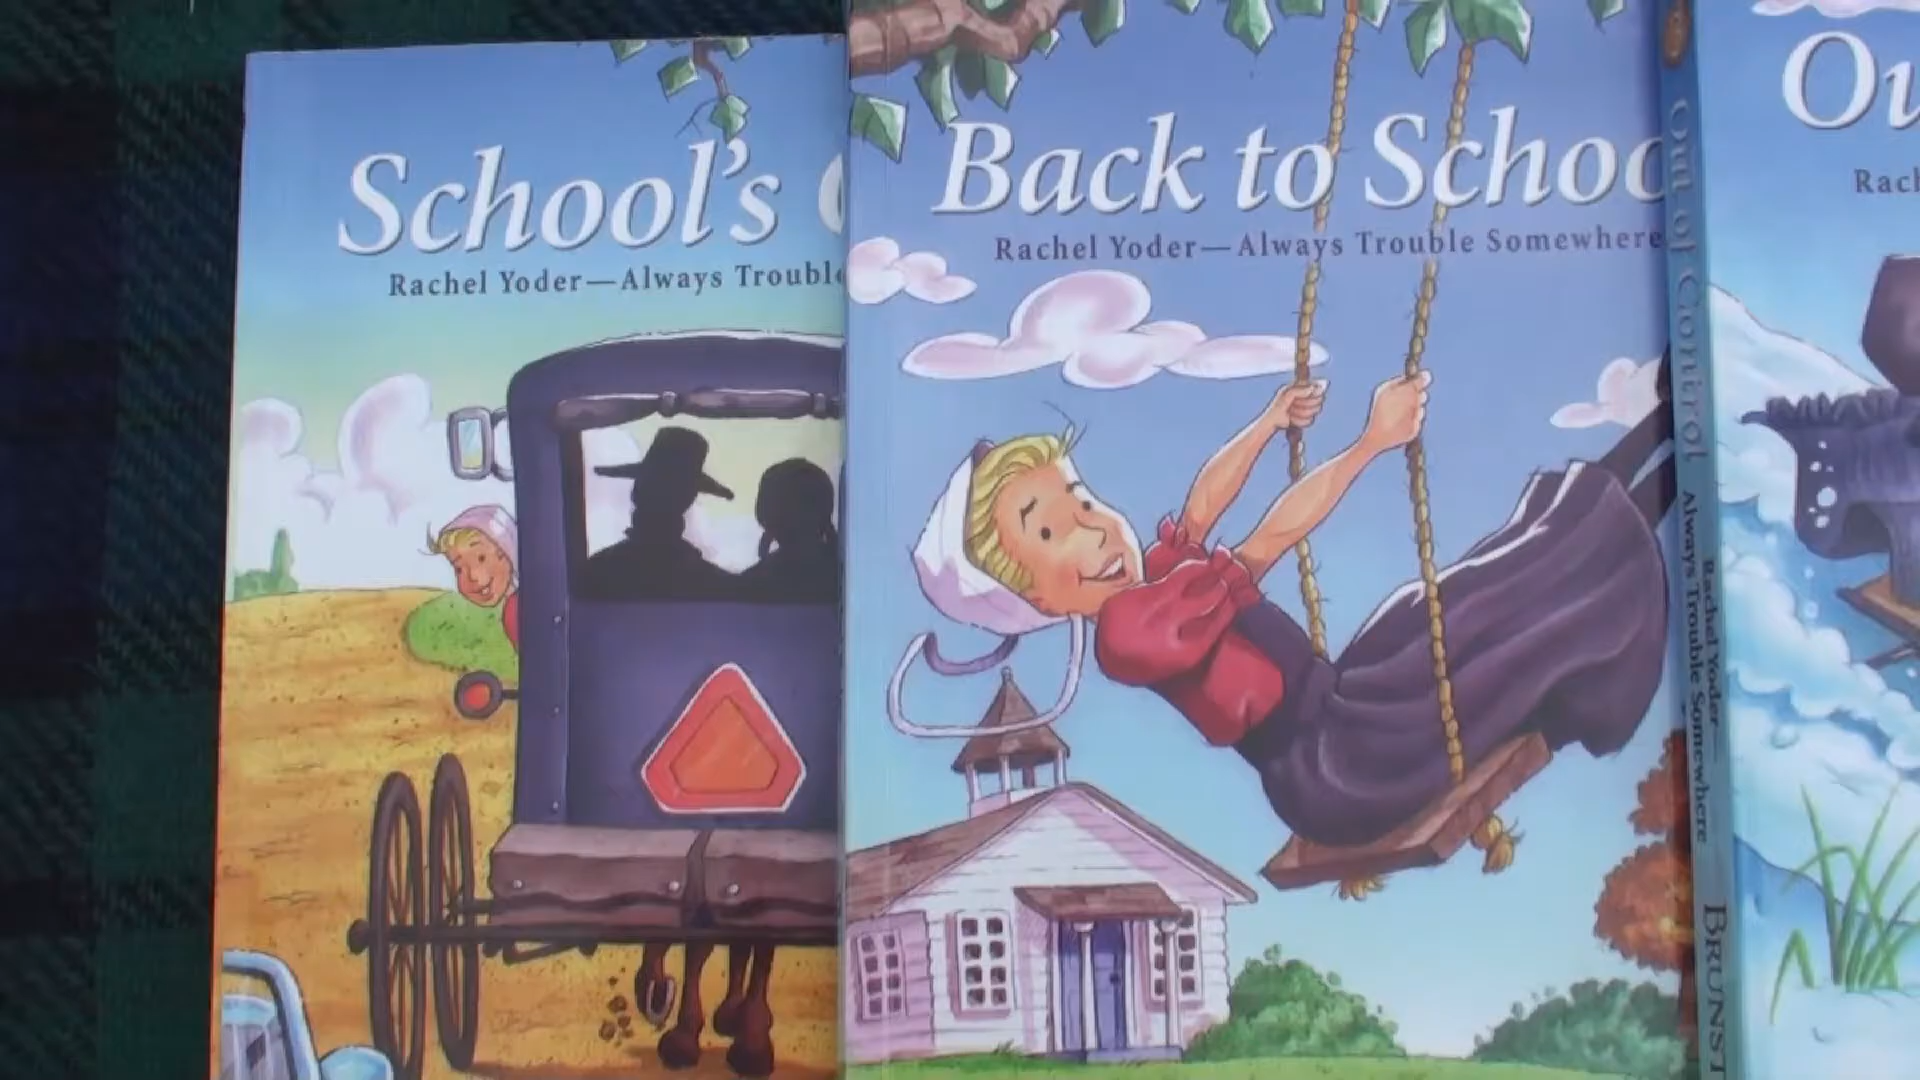 School's
Rachel Yoder—Always Trouble
Back to Schoo
Rachel Yoder—Always Trouble Somewhere
Out of Control
Rachel Yoder—
Always Trouble Somewhere
BRUNST
Ou
Rach